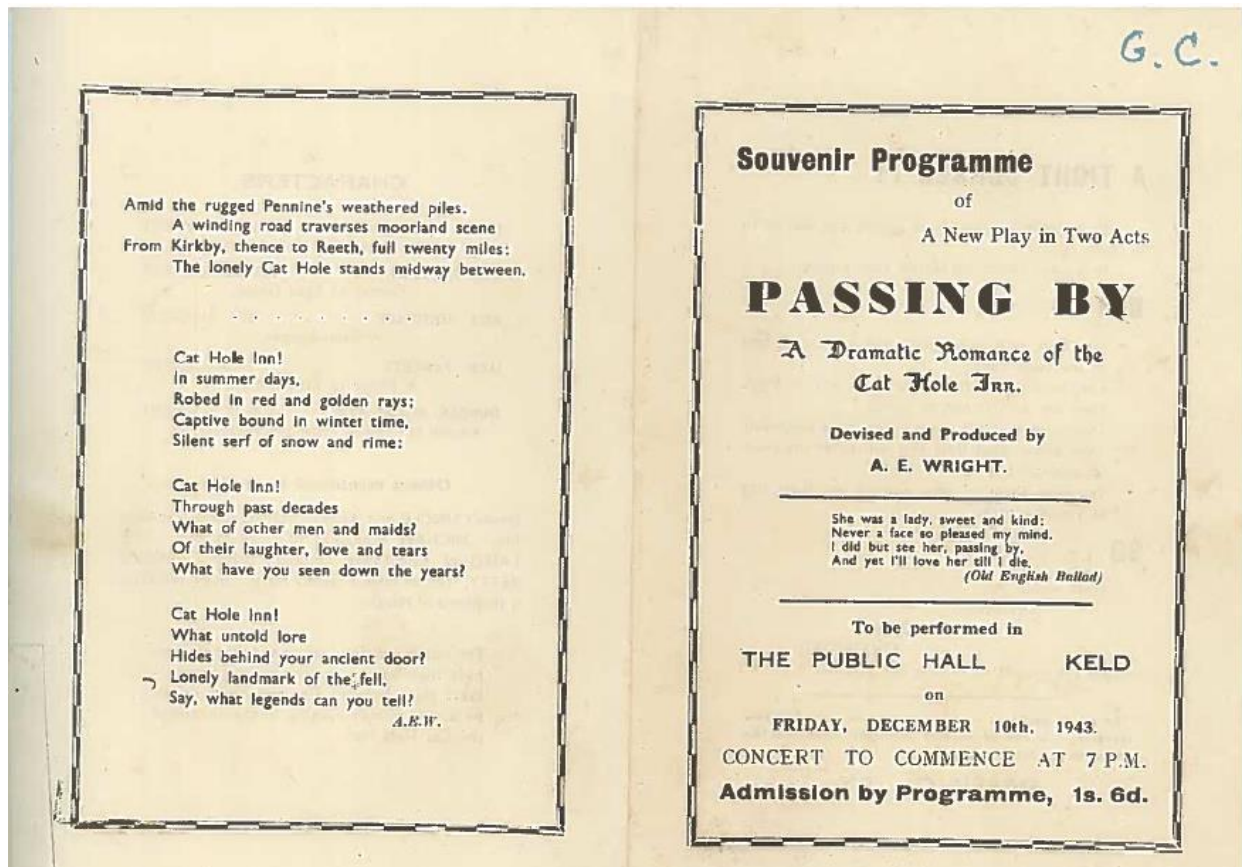 Amid the rugged Pennine's weathered piles.
A winding road traverses moorland scene
From Kirkby, thence to Reeth, full twenty miles:
The lonely Cat Hole stands midway between.
. . . . . . . . .
Cat Hole Inn!
In summer days,
Robed in red and golden rays;
Captive bound in winter time,
Silent serf of snow and rime:
Cat Hole Inn!
Through past decades
What of other men and maids?
Of their laughter, love and tears
What have you seen down the years?
Cat Hole Inn!
What untold lore
Hides behind your ancient door?
Lonely landmark of the fell,
Say, what legends can you tell?
A.E.W.
G.C.
Souvenir Programme
of
A New Play in Two Acts
PASSING BY
A Dramatic Romance of the
Cat Hole Inn.
Devised and Produced by
A. E. WRIGHT.
She was a lady, sweet and kind:
Never a face so pleased my mind.
I did but see her, passing by,
And yet I'll love her till I die.
(Old English Ballad)
To be performed in
THE PUBLIC HALL KELD
on
FRIDAY, DECEMBER 10th, 1943.
CONCERT TO COMMENCE AT 7 P.M.
Admission by Programme, 1s. 6d.